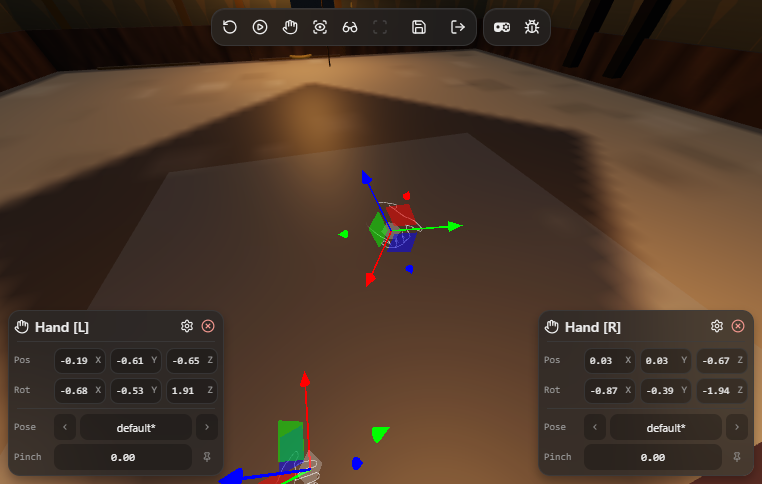 Hand [L]
Pos -0.19 X -0.61 Y -0.65 Z
Rot -0.68 X -0.53 Y 1.91 Z
Pose < default* >
Pinch 0.00
Hand [R]
Pos 0.03 X 0.03 Y -0.67 Z
Rot -0.87 X -0.39 Y -1.94 Z
Pose < default* >
Pinch 0.00